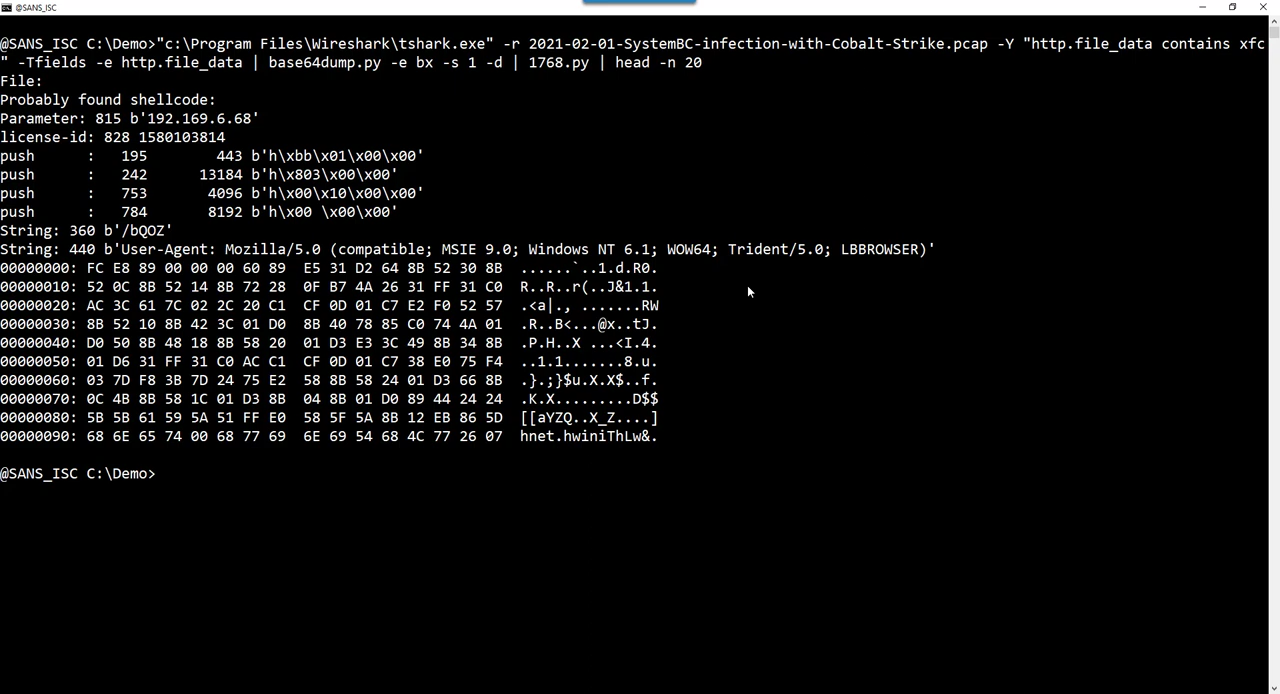 @SANS_ISC
@SANS_ISC C:\Demo>"c:\Program Files\Wireshark\tshark.exe" -r 2021-02-01-SystemBC-infection-with-Cobalt-Strike.pcap -Y "http.file_data contains xfc
" -Tfields -e http.file_data | base64dump.py -e bx -s 1 -d | 1768.py | head -n 20
File:
Probably found shellcode:
Parameter: 815 b'192.169.6.68'
license-id: 828 1580103814
push      :   195        443 b'h\xbb\x01\x00\x00'
push      :   242      13184 b'h\x803\x00\x00'
push      :   753       4096 b'h\x00\x10\x00\x00'
push      :   784       8192 b'h\x00 \x00\x00'
String: 360 b'/bQOZ'
String: 440 b'User-Agent: Mozilla/5.0 (compatible; MSIE 9.0; Windows NT 6.1; WOW64; Trident/5.0; LBBROWSER)'
00000000: FC E8 89 00 00 00 60 89  E5 31 D2 64 8B 52 30 8B  ......`..1.d.R0.
00000010: 52 0C 8B 52 14 8B 72 28  0F B7 4A 26 31 FF 31 C0  R..R..r(..J&1.1.
00000020: AC 3C 61 7C 02 2C 20 C1  CF 0D 01 C7 E2 F0 52 57  .<a|., .......RW
00000030: 8B 52 10 8B 42 3C 01 D0  8B 40 78 85 C0 74 4A 01  .R..B<...@x..tJ.
00000040: D0 50 8B 48 18 8B 58 20  01 D3 E3 3C 49 8B 34 8B  .P.H..X ...<I.4.
00000050: 01 D6 31 FF 31 C0 AC C1  CF 0D 01 C7 38 E0 75 F4  ..1.1.......8.u.
00000060: 03 7D F8 3B 7D 24 75 E2  58 8B 58 24 01 D3 66 8B  .}.;}$u.X.X$..f.
00000070: 0C 4B 8B 58 1C 01 D3 8B  04 8B 01 D0 89 44 24 24  .K.X.........D$$
00000080: 5B 5B 61 59 5A 51 FF E0  58 5F 5A 8B 12 EB 86 5D  [[aYZQ..X_Z....]
00000090: 68 6E 65 74 00 68 77 69  6E 69 54 68 4C 77 26 07  hnet.hwiniThLw&.
@SANS_ISC C:\Demo>